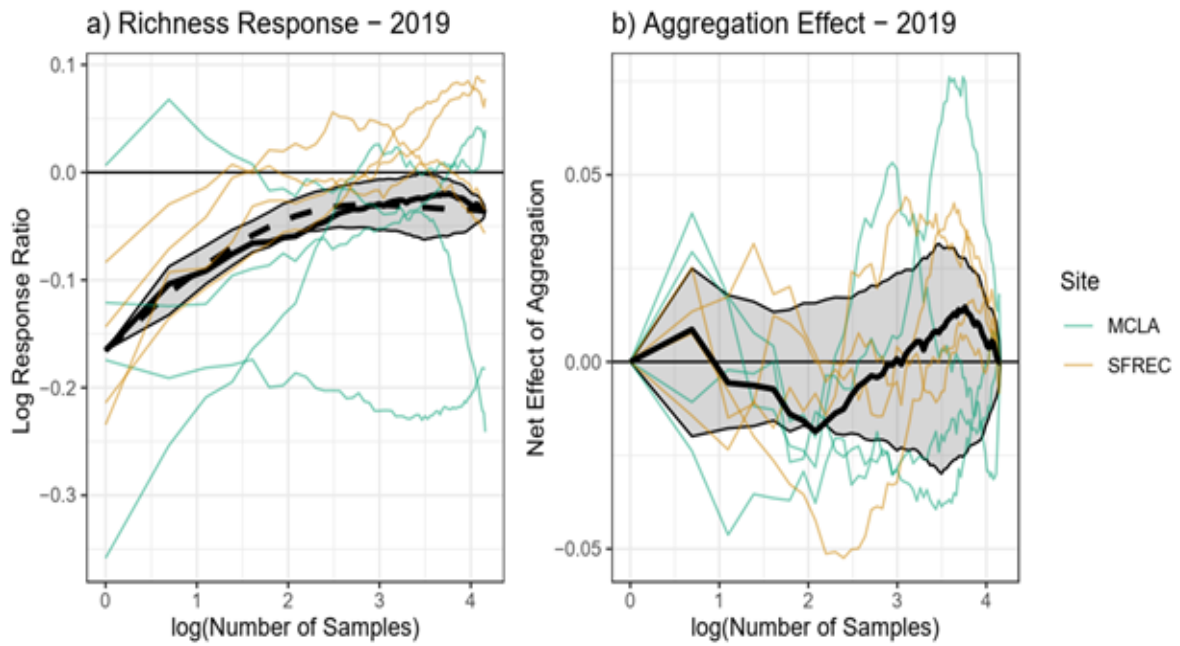 a) Richness Response − 2019
b) Aggregation Effect − 2019
Log Response Ratio
0.1
0.0
−0.1
−0.2
−0.3
0
1
2
3
4
log(Number of Samples)
Net Effect of Aggregation
0.05
0.00
−0.05
0
1
2
3
4
log(Number of Samples)
Site
MCLA
SFREC